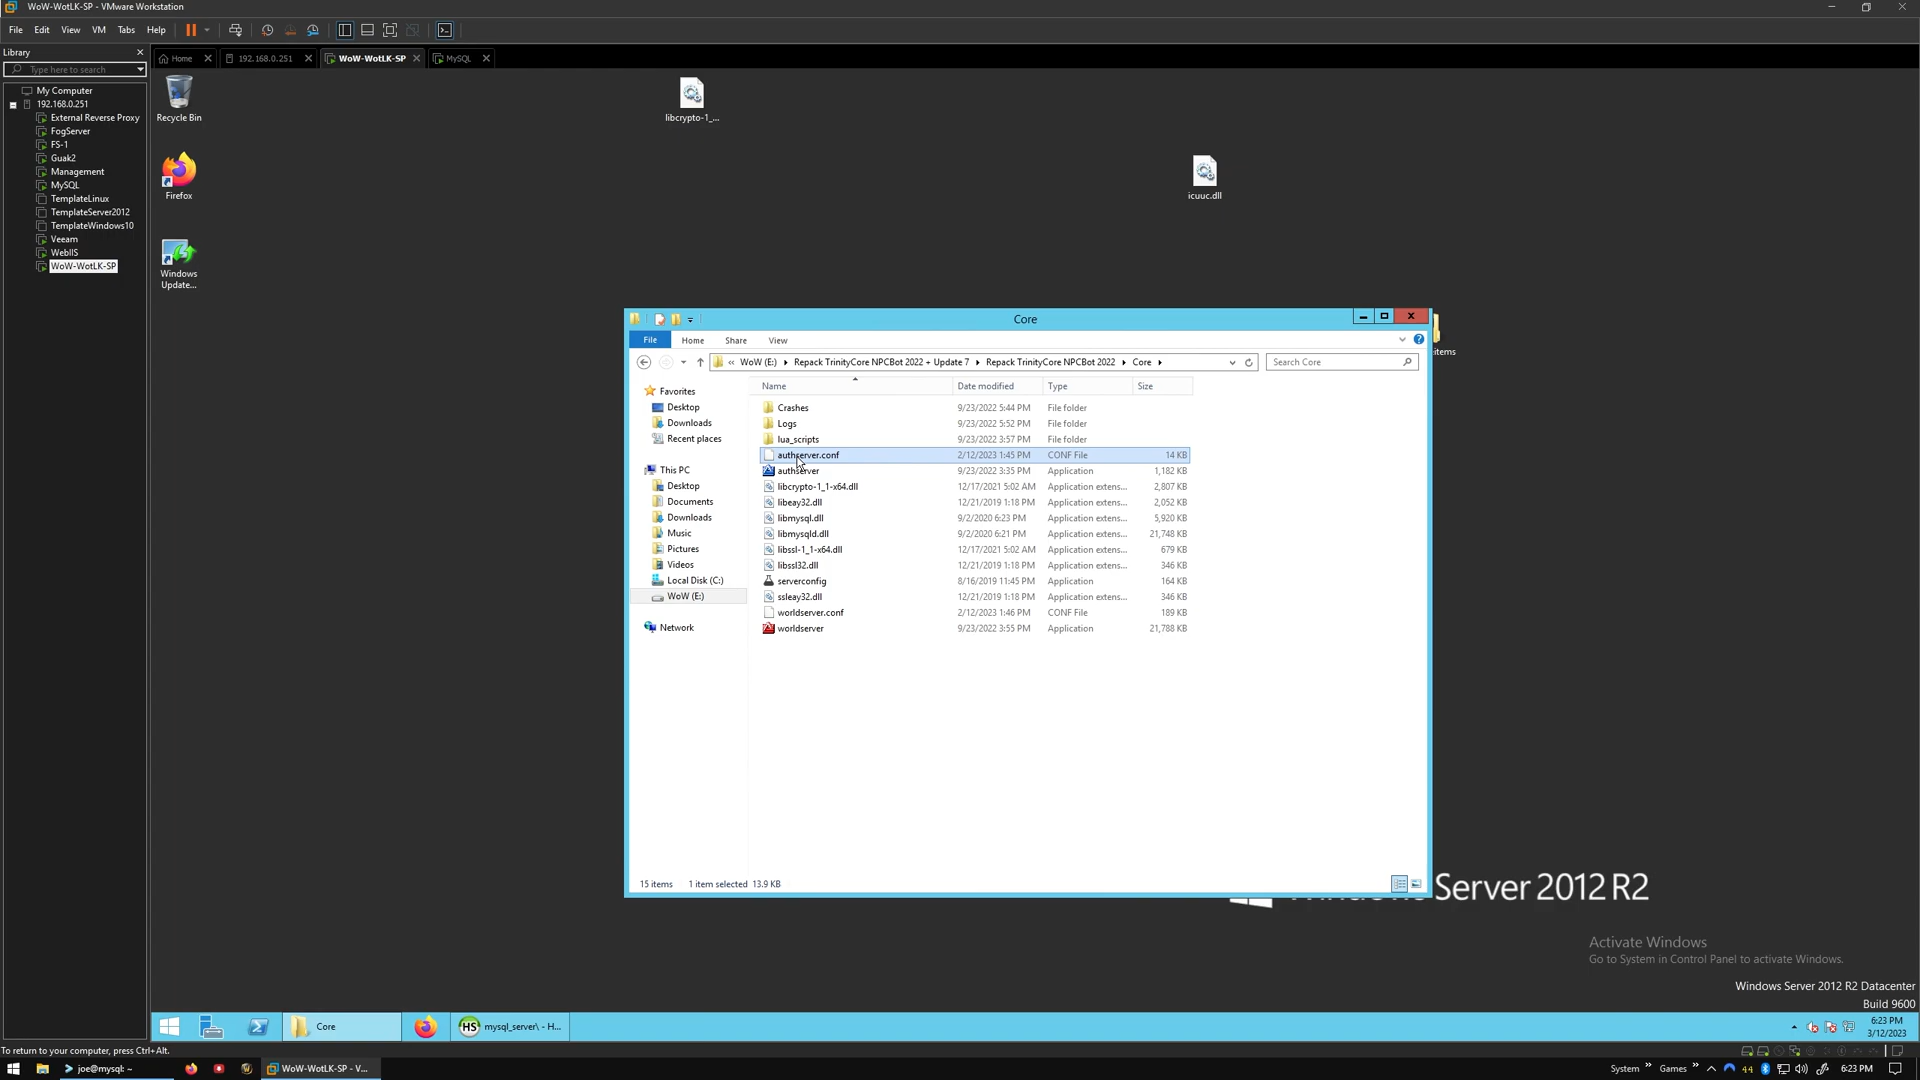 WoW-WotLK-SP - VMware Workstation
File Edit View VM Tabs Help
Library
Type here to search
My Computer
192.168.0.251
External Reverse Proxy
FogServer
FS-1
Guak2
Management
MySQL
TemplateLinux
TemplateServer2012
TemplateWindows10
Veeam
WebIIS
WoW-WotLK-SP
Home
192.168.0.251
WoW-WotLK-SP
MySQL
Recycle Bin
Firefox
Windows
Update...
libcrypto-1_...
icuuc.dll
items
Core
File Home Share View
« WoW (E:) Repack TrinityCore NPCBot 2022 + Update 7 Repack TrinityCore NPCBot 2022 Core
Search Core
Favorites
Desktop
Downloads
Recent places
This PC
Desktop
Documents
Downloads
Music
Pictures
Videos
Local Disk (C:)
WoW (E:)
Network
Name Date modified Type Size
Crashes 9/23/2022 5:44 PM File folder
Logs 9/23/2022 5:52 PM File folder
lua_scripts 9/23/2022 3:57 PM File folder
authserver.conf 2/12/2023 1:45 PM CONF File 14 KB
authserver 9/23/2022 3:35 PM Application 1,182 KB
libcrypto-1_1-x64.dll 12/17/2021 5:02 AM Application extens... 2,807 KB
libeay32.dll 12/21/2019 1:18 PM Application extens... 2,052 KB
libmysql.dll 9/2/2020 6:23 PM Application extens... 5,920 KB
libmysqld.dll 9/2/2020 6:21 PM Application extens... 21,748 KB
libssl-1_1-x64.dll 12/17/2021 5:02 AM Application extens... 679 KB
libssl32.dll 12/21/2019 1:18 PM Application extens... 346 KB
serverconfig 8/16/2019 11:45 PM Application 164 KB
ssleay32.dll 12/21/2019 1:18 PM Application extens... 346 KB
worldserver.conf 2/12/2023 1:46 PM CONF File 189 KB
worldserver 9/23/2022 3:55 PM Application 21,788 KB
15 items 1 item selected 13.9 KB
Server 2012 R2
Activate Windows
Go to System in Control Panel to activate Windows.
Windows Server 2012 R2 Datacenter
Build 9600
Core
HS mysql_server\ - H...
6:23 PM
3/12/2023
To return to your computer, press Ctrl+Alt.
joe@mysql: ~
WoW-WotLK-SP - V...
System » Games » 44 6:23 PM